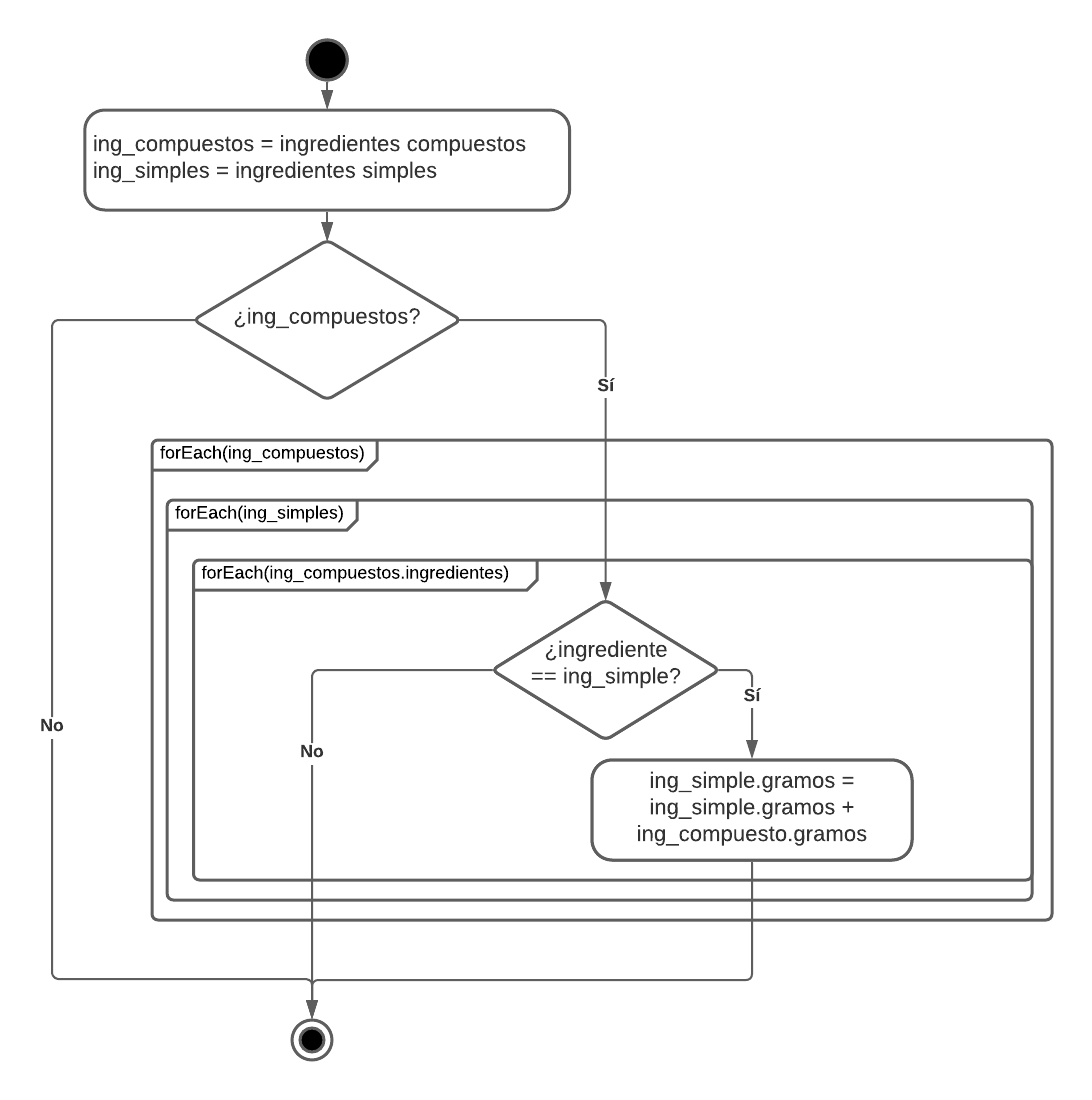 ing_compuestos = ingredientes compuestos
ing_simples = ingredientes simples
¿ing_compuestos?
Sí
forEach(ing_compuestos)
forEach(ing_simples)
forEach(ing_compuestos.ingredientes)
¿ingrediente
== ing_simple?
Sí
No
No
ing_simple.gramos =
ing_simple.gramos +
ing_compuesto.gramos